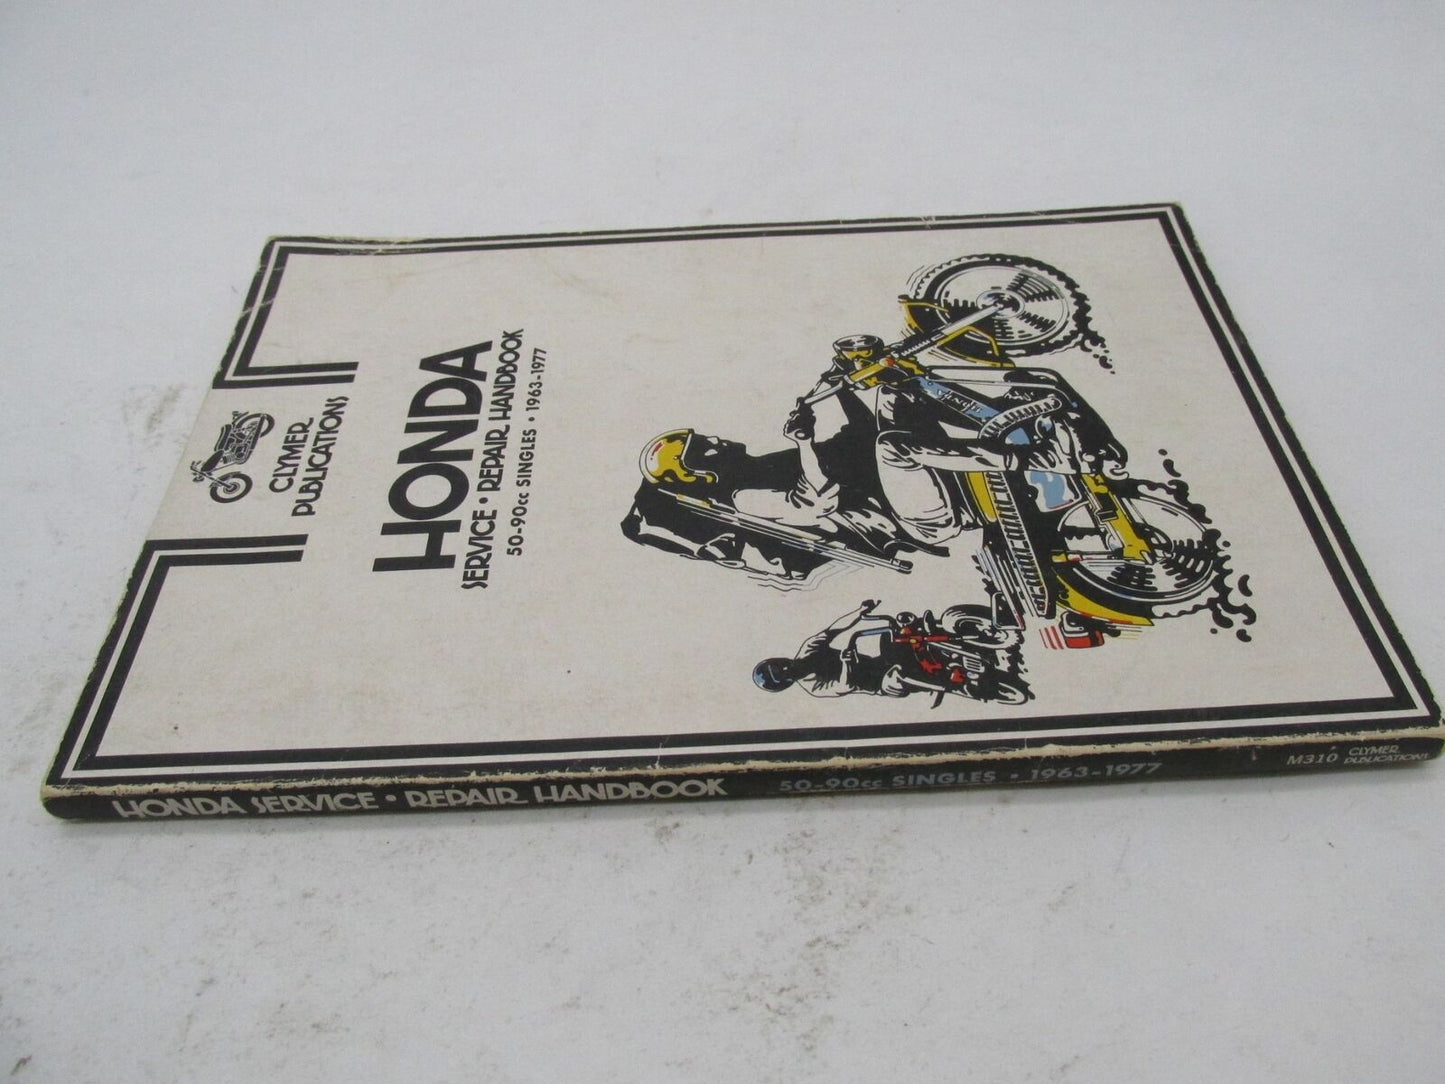 CLYMER
PUBLICATIONS
HONDA
SERVICE • REPAIR HANDBOOK
50-90cc SINGLES • 1963-1977
HONDA
HONDA SERVICE • REPAIR HANDBOOK 50-90cc SINGLES • 1963-1977 M310 CLYMER PUBLICATIONS